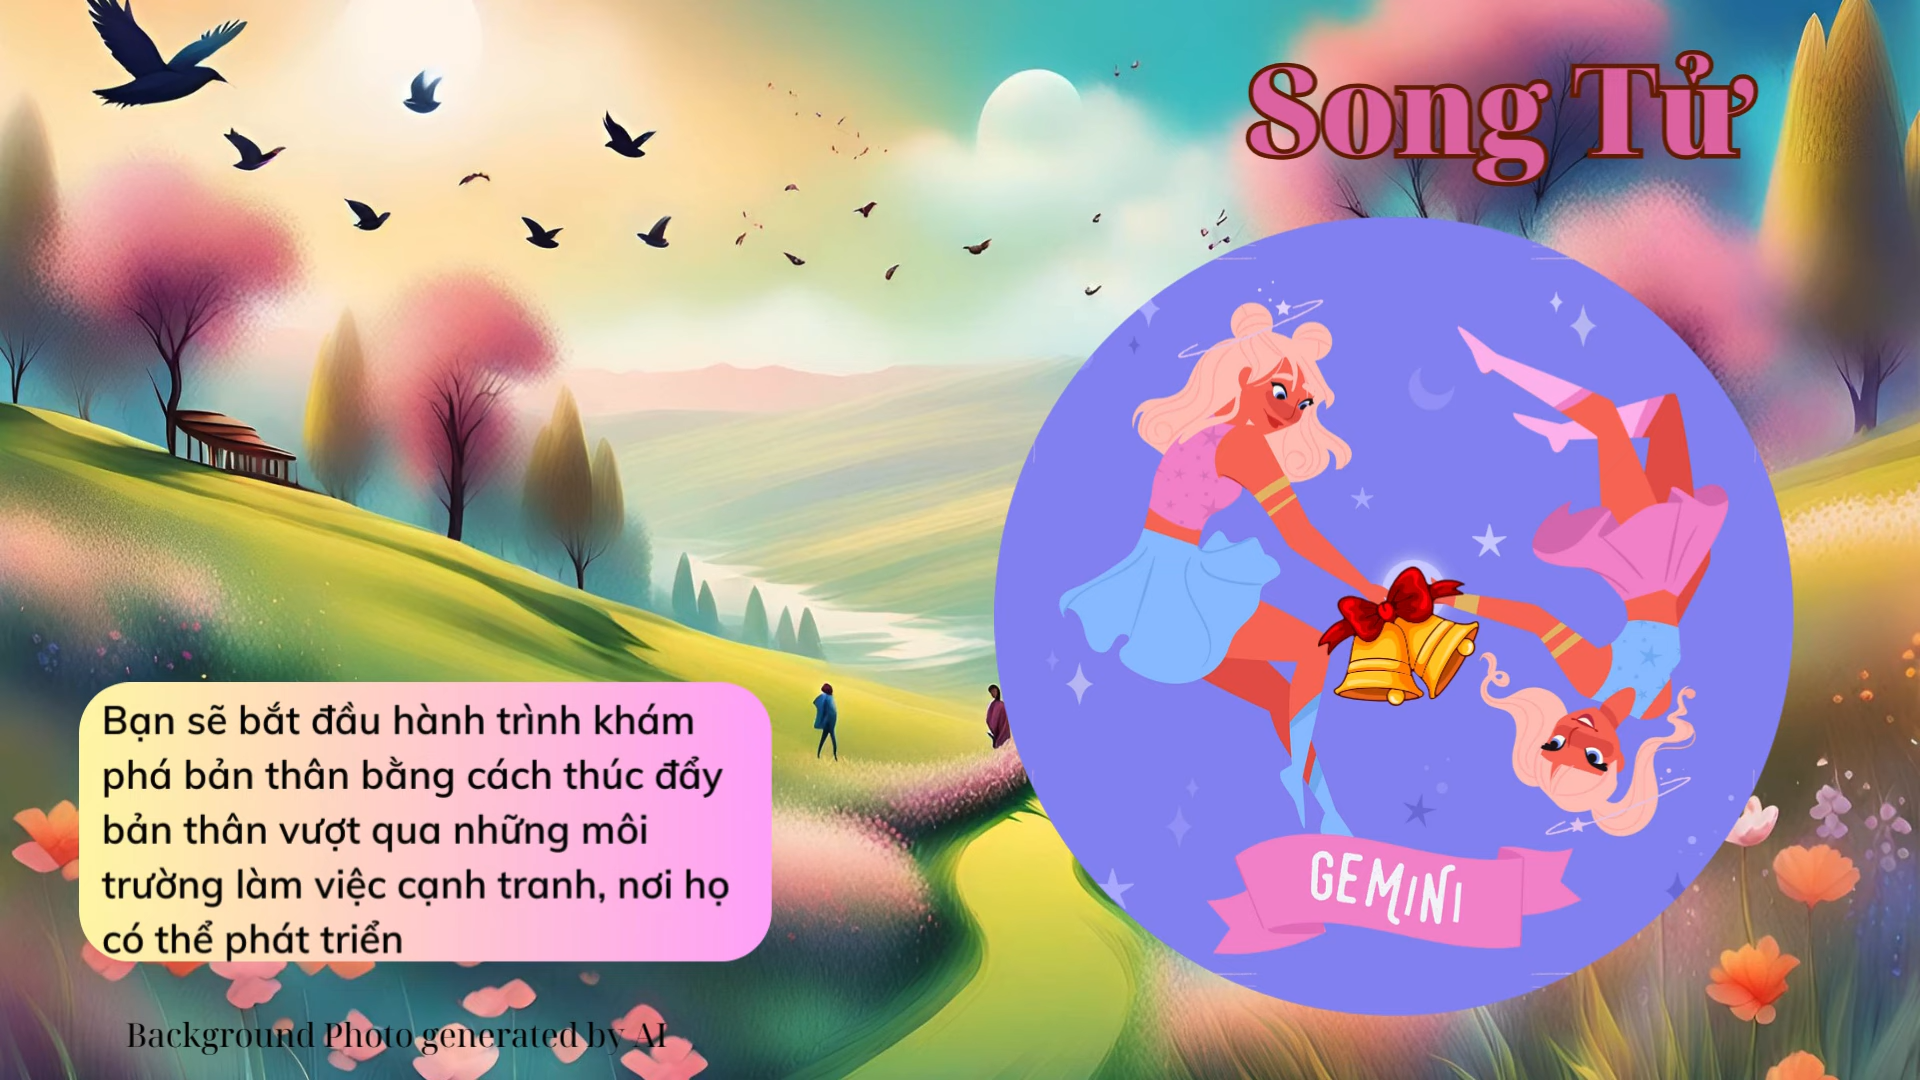 Song Tử
GEMINI
Bạn sẽ bắt đầu hành trình khám
phá bản thân bằng cách thúc đẩy
bản thân vượt qua những môi
trường làm việc cạnh tranh, nơi họ
có thể phát triển
Background Photo generated by AI